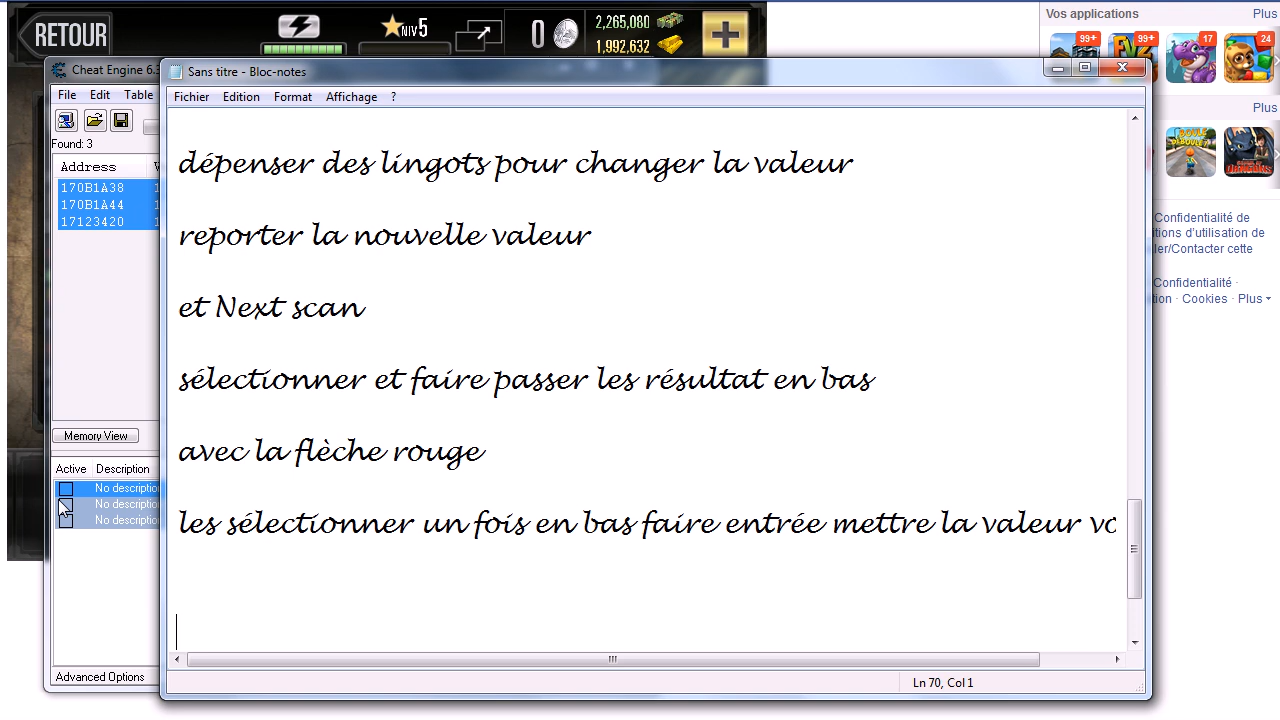 RETOUR
NIV 5
0
2,265,080
1,992,632
Vos applications
Plus
99+
99+
17
24
Plus
Cheat Engine 6.
File Edit Table
Found: 3
Address
170B1A38
170B1A44
17123420
Memory View
Active Description
No description
No description
No description
Advanced Options
Sans titre - Bloc-notes
Fichier Edition Format Affichage ?
dépenser des lingots pour changer la valeur
reporter la nouvelle valeur
et Next scan
sélectionner et faire passer les résultat en bas
avec la flèche rouge
les sélectionner un fois en bas faire entrée mettre la valeur vo
Ln 70, Col 1
Confidentialité de
itions d'utilisation de
ler/Contacter cette
Confidentialité ·
tion · Cookies · Plus